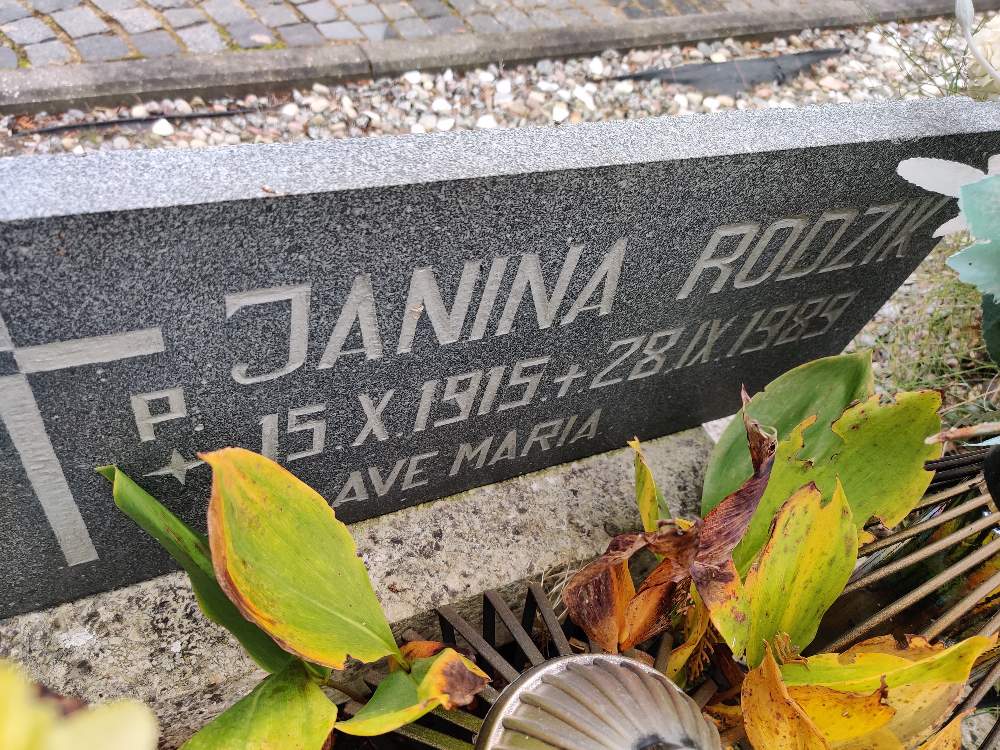 Ś.P. JANINA RODZIK
15.X.1915.+.28.IX.1989
AVE MARIA